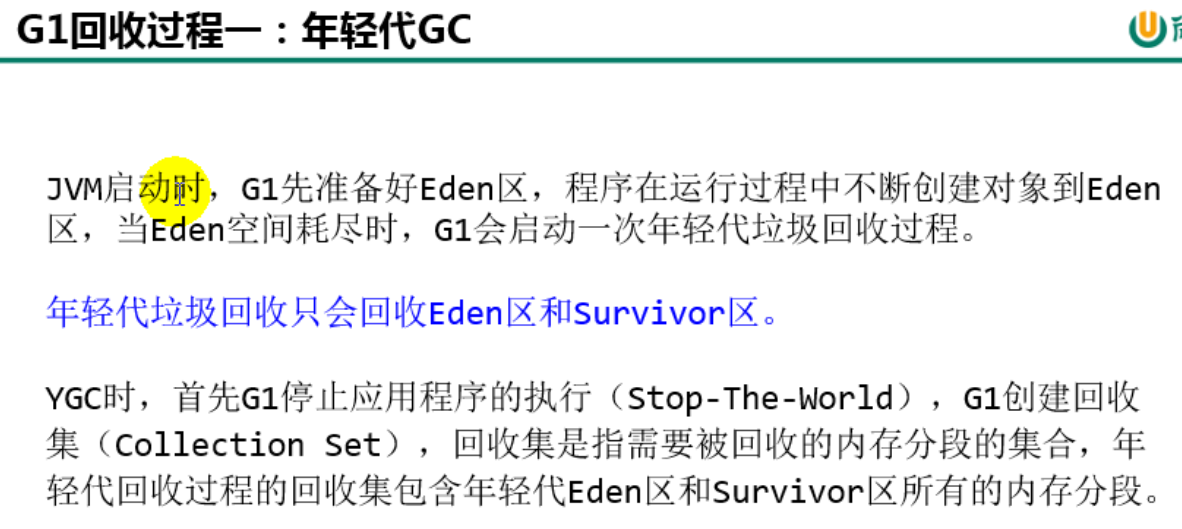 G1回收过程一：年轻代GC
JVM启动时，G1先准备好Eden区，程序在运行过程中不断创建对象到Eden
区，当Eden空间耗尽时，G1会启动一次年轻代垃圾回收过程。
年轻代垃圾回收只会回收Eden区和Survivor区。
YGC时，首先G1停止应用程序的执行（Stop-The-World），G1创建回收
集（Collection Set），回收集是指需要被回收的内存分段的集合，年
轻代回收过程的回收集包含年轻代Eden区和Survivor区所有的内存分段。